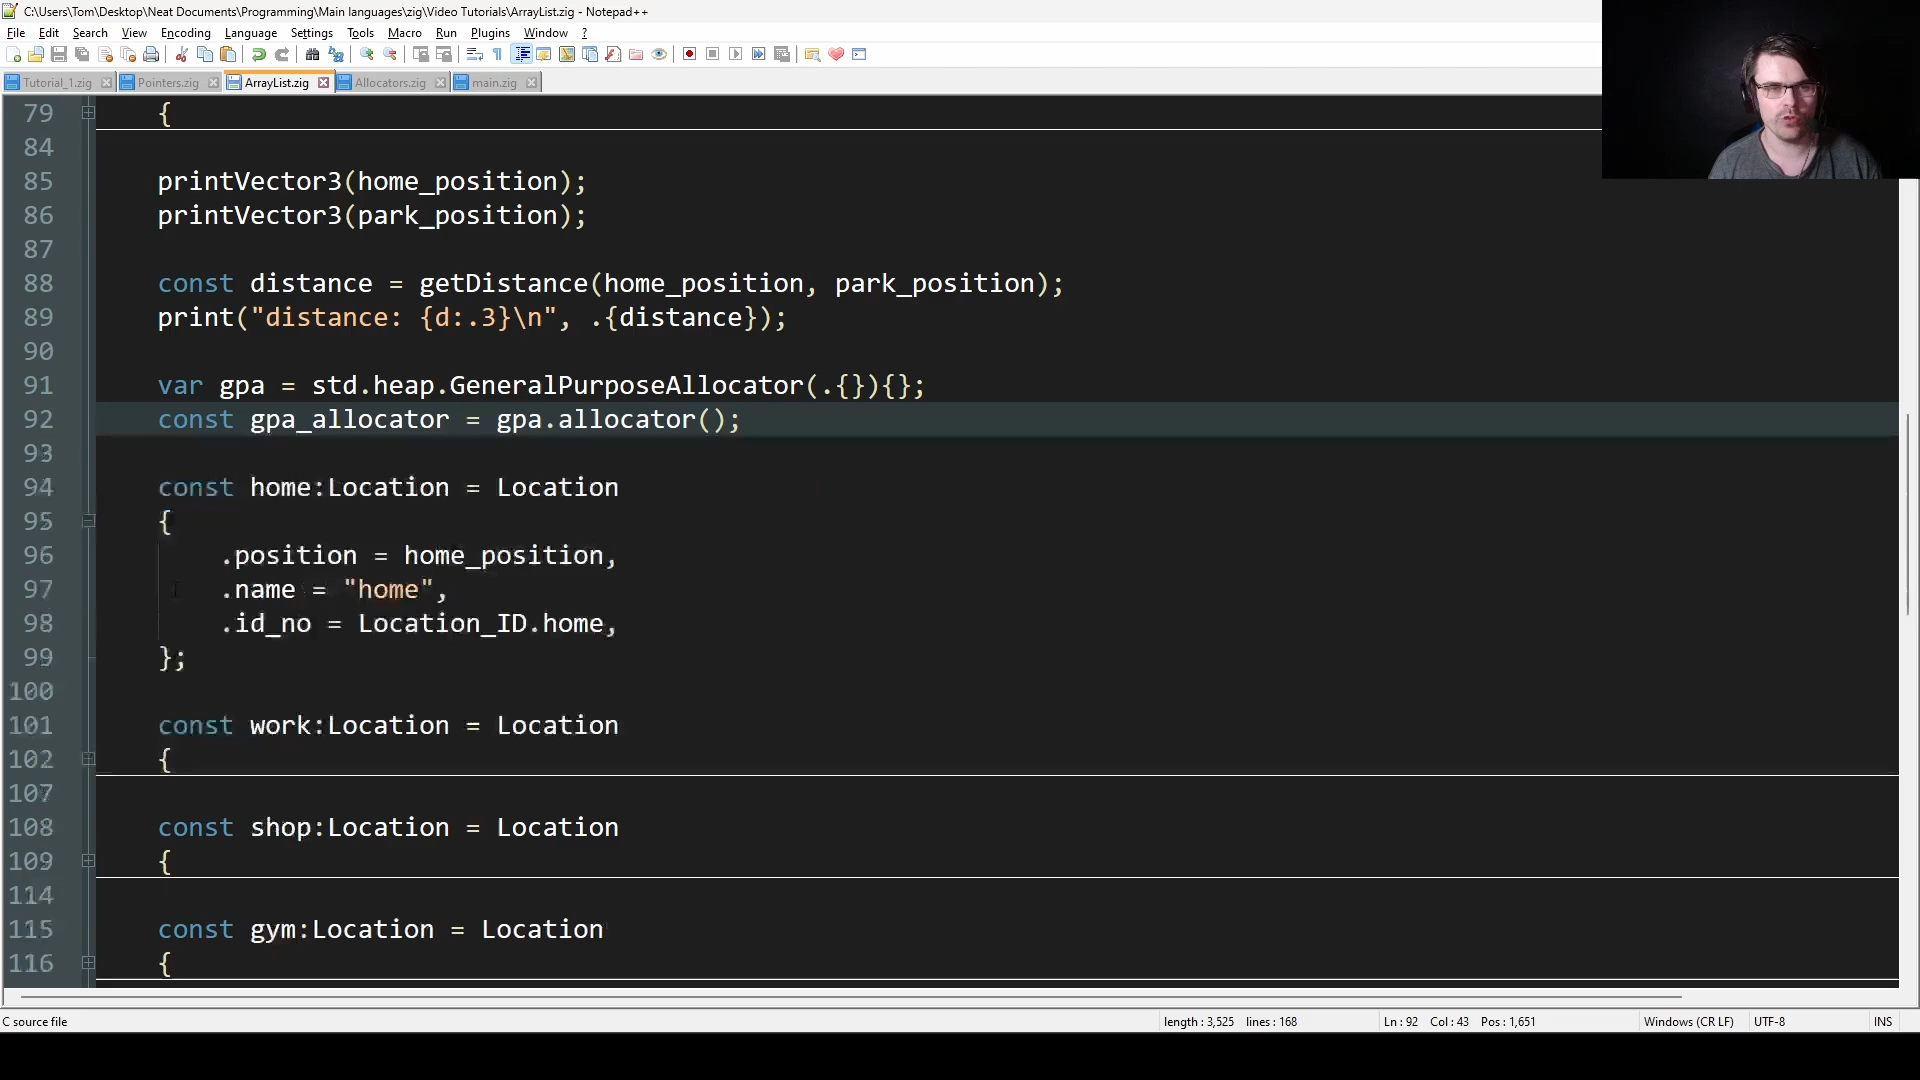 C:\Users\Tom\Desktop\Neat Documents\Programming\Main languages\zig\Video Tutorials\ArrayList.zig - Notepad++
File Edit Search View Encoding Language Settings Tools Macro Run Plugins Window ?
Tutorial_1.zig Pointers.zig ArrayList.zig Allocators.zig main.zig
79 {
84
85 printVector3(home_position);
86 printVector3(park_position);
87
88 const distance = getDistance(home_position, park_position);
89 print("distance: {d:.3}\n", .{distance});
90
91 var gpa = std.heap.GeneralPurposeAllocator(.{}){};
92 const gpa_allocator = gpa.allocator();
93
94 const home:Location = Location
95 {
96 .position = home_position,
97 .name = "home",
98 .id_no = Location_ID.home,
99 };
100
101 const work:Location = Location
102 {
107
108 const shop:Location = Location
109 {
114
115 const gym:Location = Location
116 {
C source file length : 3,525 lines : 168 Ln : 92 Col : 43 Pos : 1,651 Windows (CR LF) UTF-8 INS